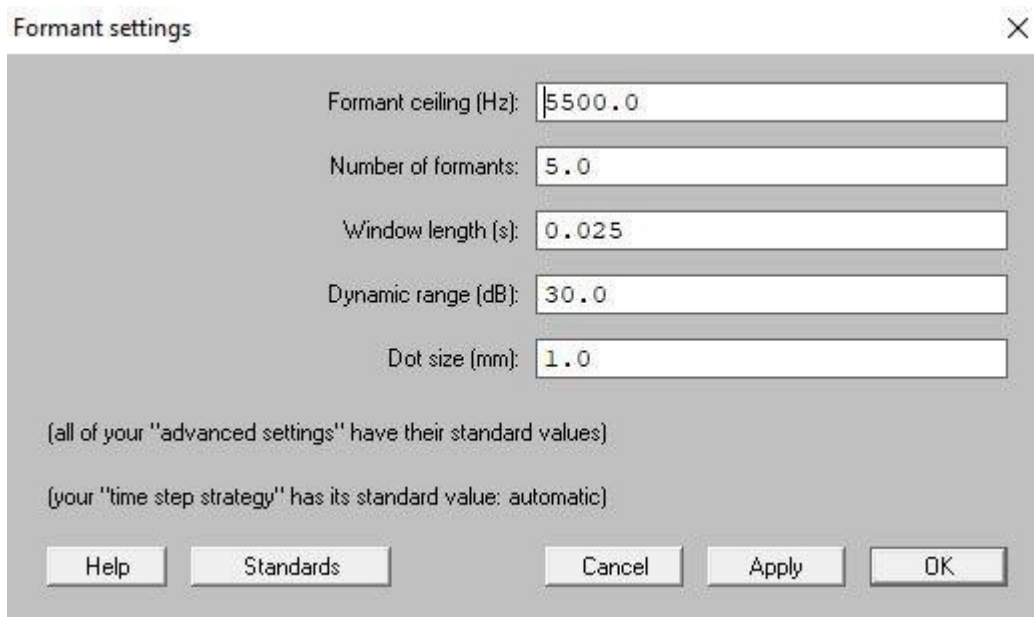 Formant settings
Formant ceiling (Hz): 5500.0
Number of formants: 5.0
Window length (s): 0.025
Dynamic range (dB): 30.0
Dot size (mm): 1.0
(all of your "advanced settings" have their standard values)
(your "time step strategy" has its standard value: automatic)
Help Standards Cancel Apply OK